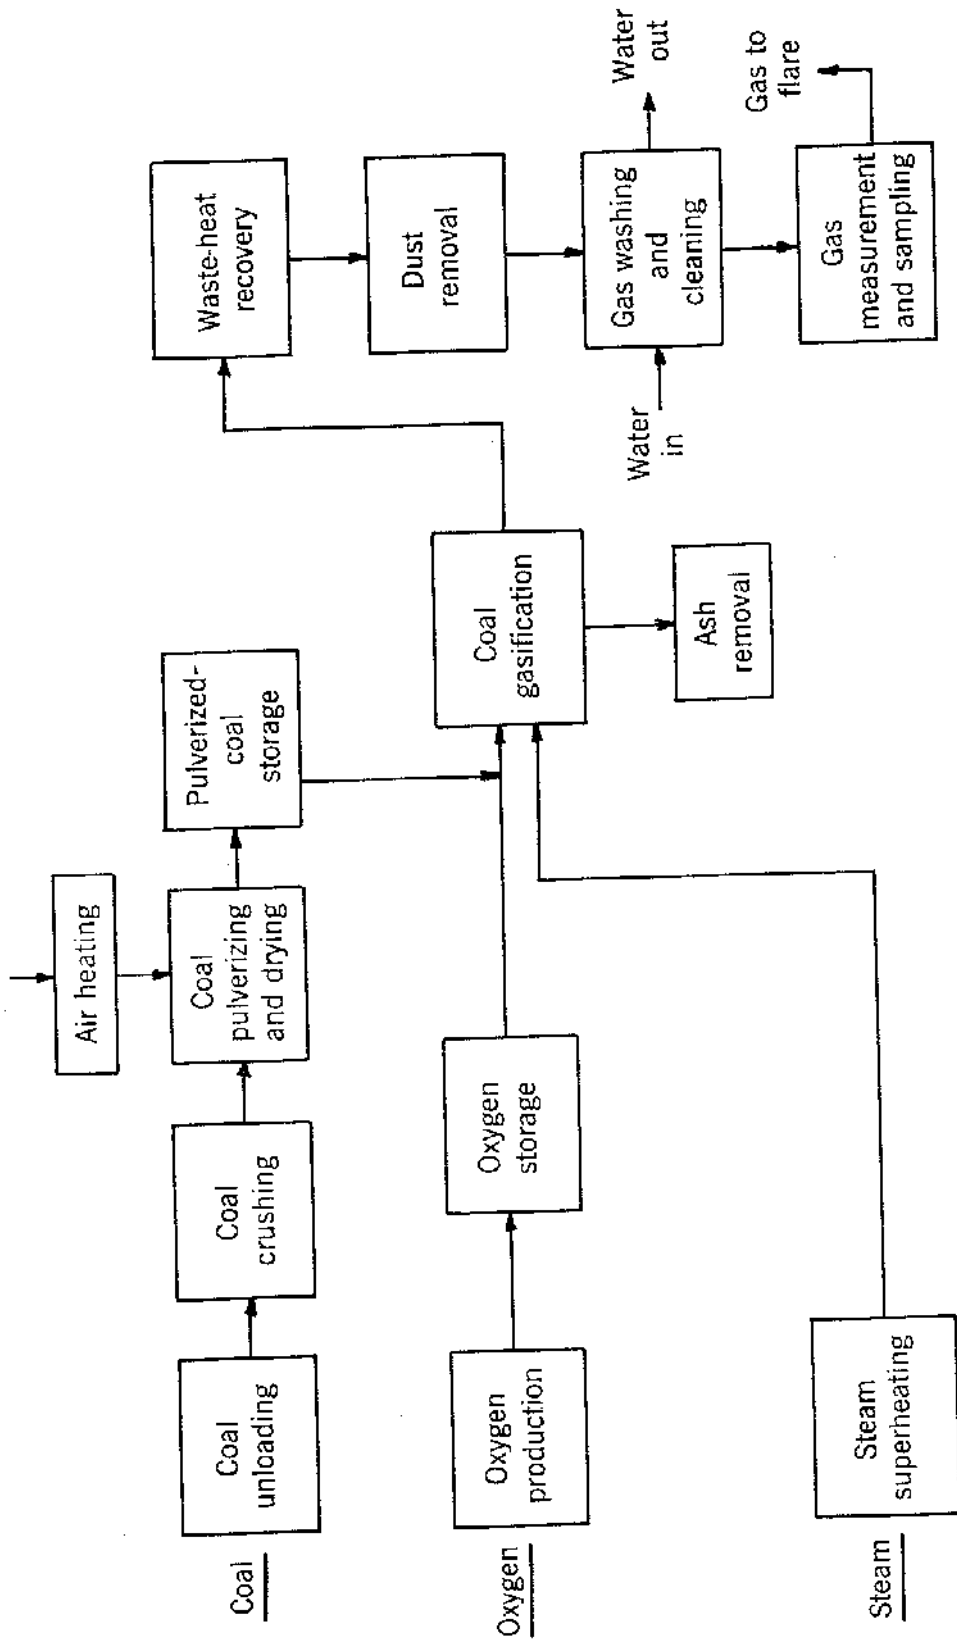 Air heating
Coal
Coal
unloading
Coal
crushing
Coal
pulverizing
and drying
Pulverized-
coal
storage
Waste-heat
recovery
Dust
removal
Oxygen
Oxygen
production
Oxygen
storage
Coal
gasification
Ash
removal
Water
in
Gas washing
and
cleaning
Water
out
Steam
Steam
superheating
Gas
measurement
and sampling
Gas to
flare